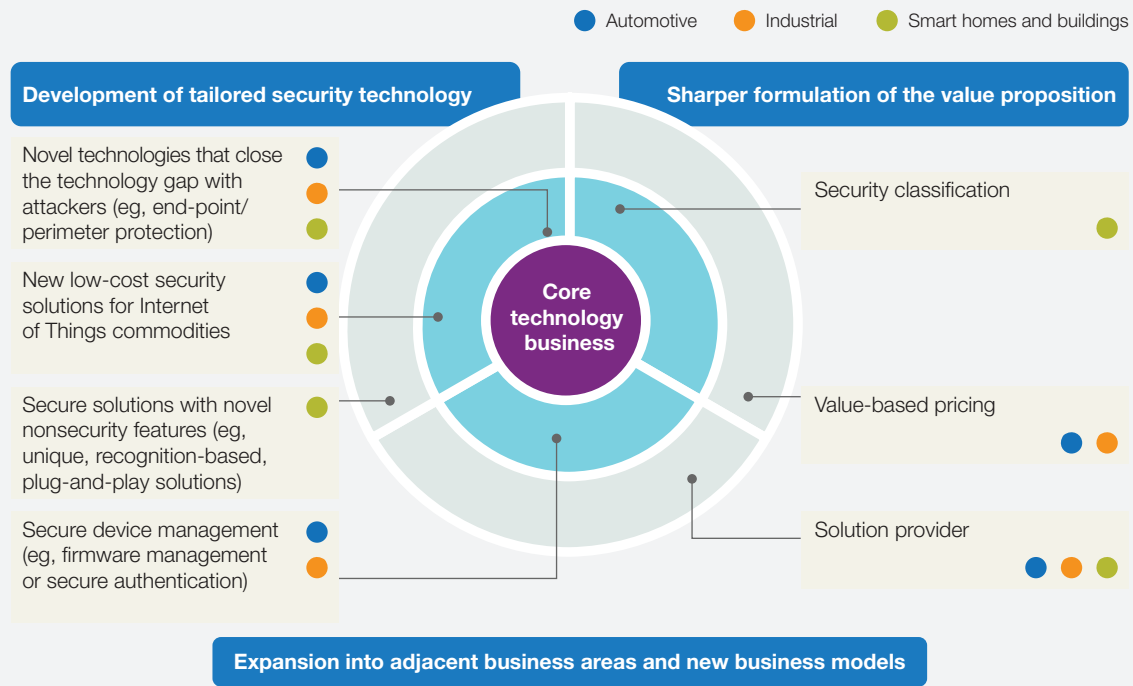 Automotive
Industrial
Smart homes and buildings
Development of tailored security technology
Sharper formulation of the value proposition
Novel technologies that close
the technology gap with
attackers (eg, end-point/
perimeter protection)
New low-cost security
solutions for Internet
of Things commodities
Secure solutions with novel
nonsecurity features (eg,
unique, recognition-based,
plug-and-play solutions)
Secure device management
(eg, firmware management
or secure authentication)
Core
technology
business
Security classification
Value-based pricing
Solution provider
Expansion into adjacent business areas and new business models